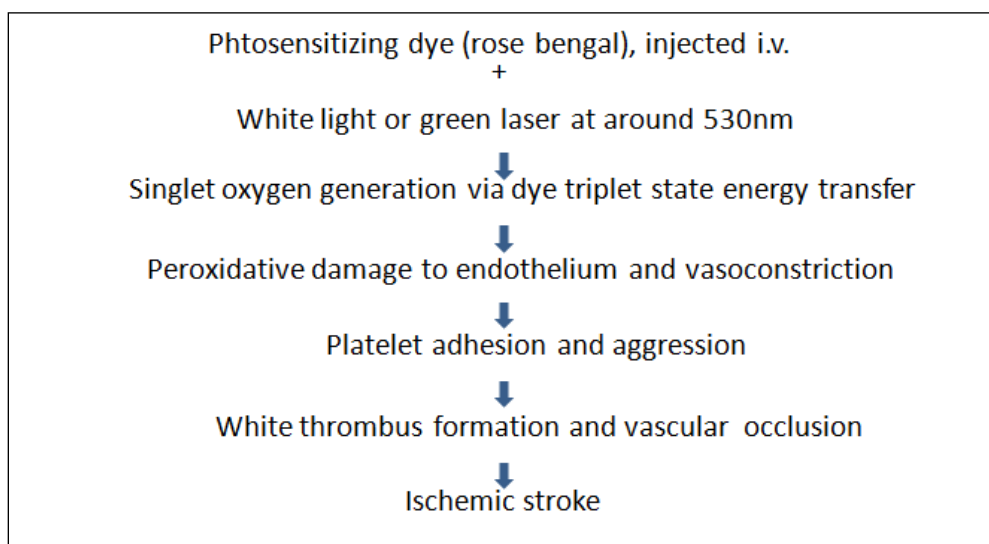 Phtosensitizing dye (rose bengal), injected i.v.
+
White light or green laser at around 530nm
Singlet oxygen generation via dye triplet state energy transfer
Peroxidative damage to endothelium and vasoconstriction
Platelet adhesion and aggression
White thrombus formation and vascular occlusion
Ischemic stroke